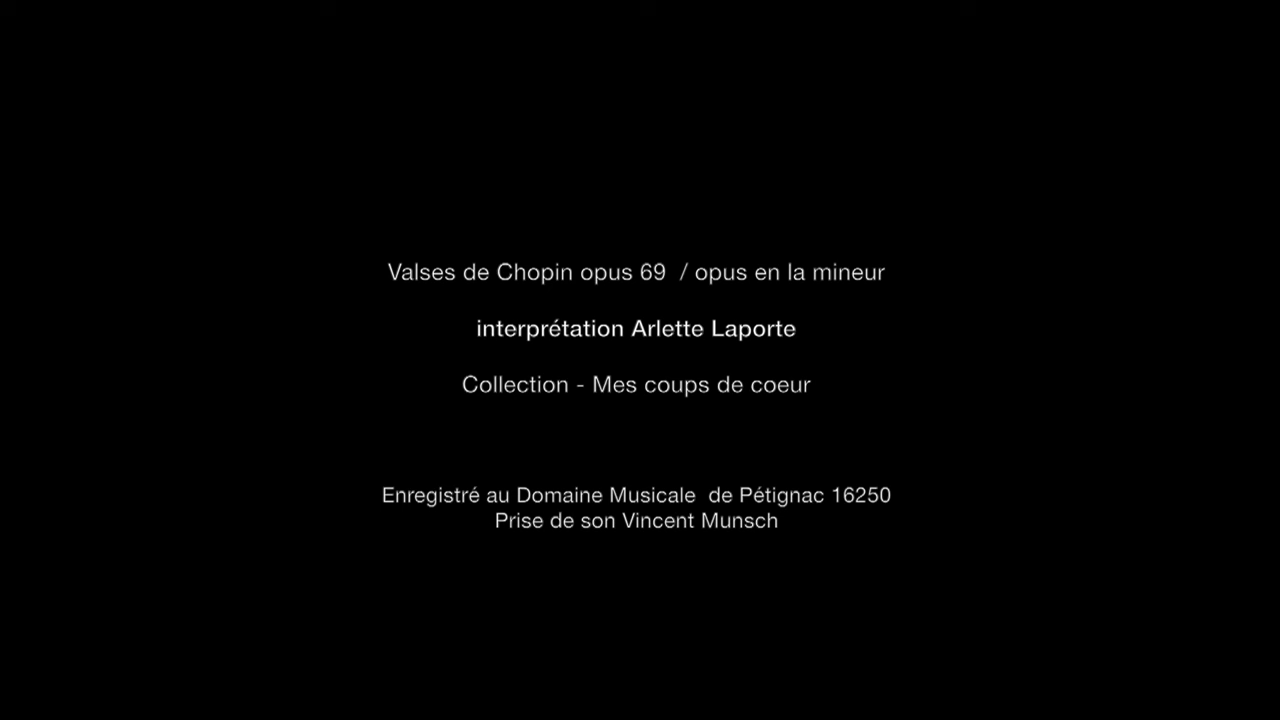 Valses de Chopin opus 69  / opus en la mineur
interprétation Arlette Laporte
Collection - Mes coups de coeur
Enregistré au Domaine Musicale  de Pétignac 16250
Prise de son Vincent Munsch